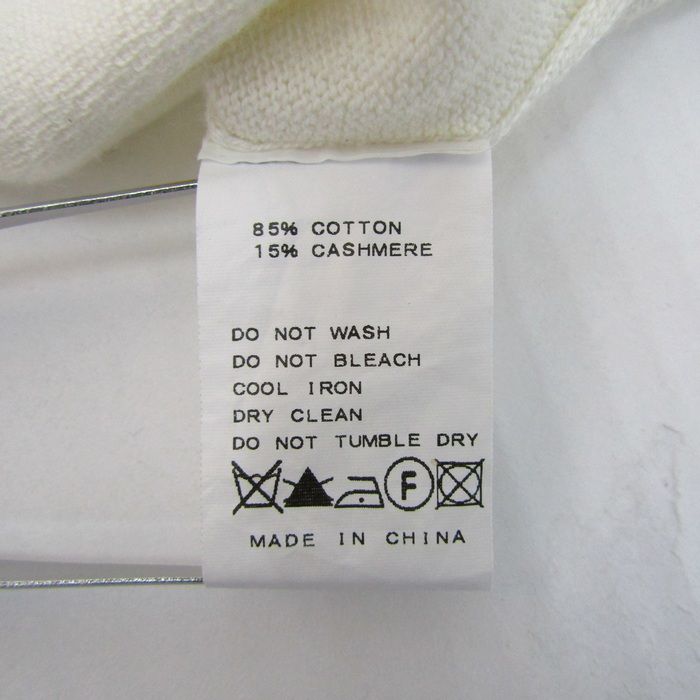 85% COTTON
15% CASHMERE
DO NOT WASH
DO NOT BLEACH
COOL IRON
DRY CLEAN
DO NOT TUMBLE DRY
F
MADE IN CHINA